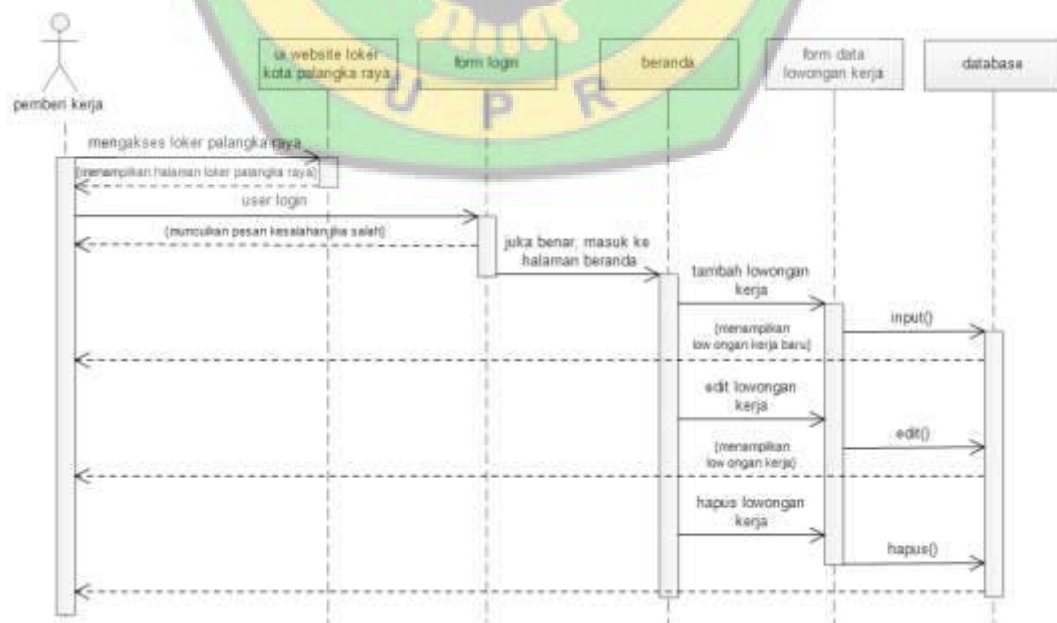 ui website loker
kota palangka raya
form login
beranda
form data
lowongan kerja
database
pemberi kerja
U P R
mengakses loker palangka raya
[menampilkan halaman loker palangka raya]
user login
[munculkan pesan kesalahan jika salah]
juka benar, masuk ke
halaman beranda
tambah lowongan
kerja
input()
[menampilkan
low ongan kerja baru]
edit lowongan
kerja
edit()
[menampilkan
low ongan kerja]
hapus lowongan
kerja
hapus()